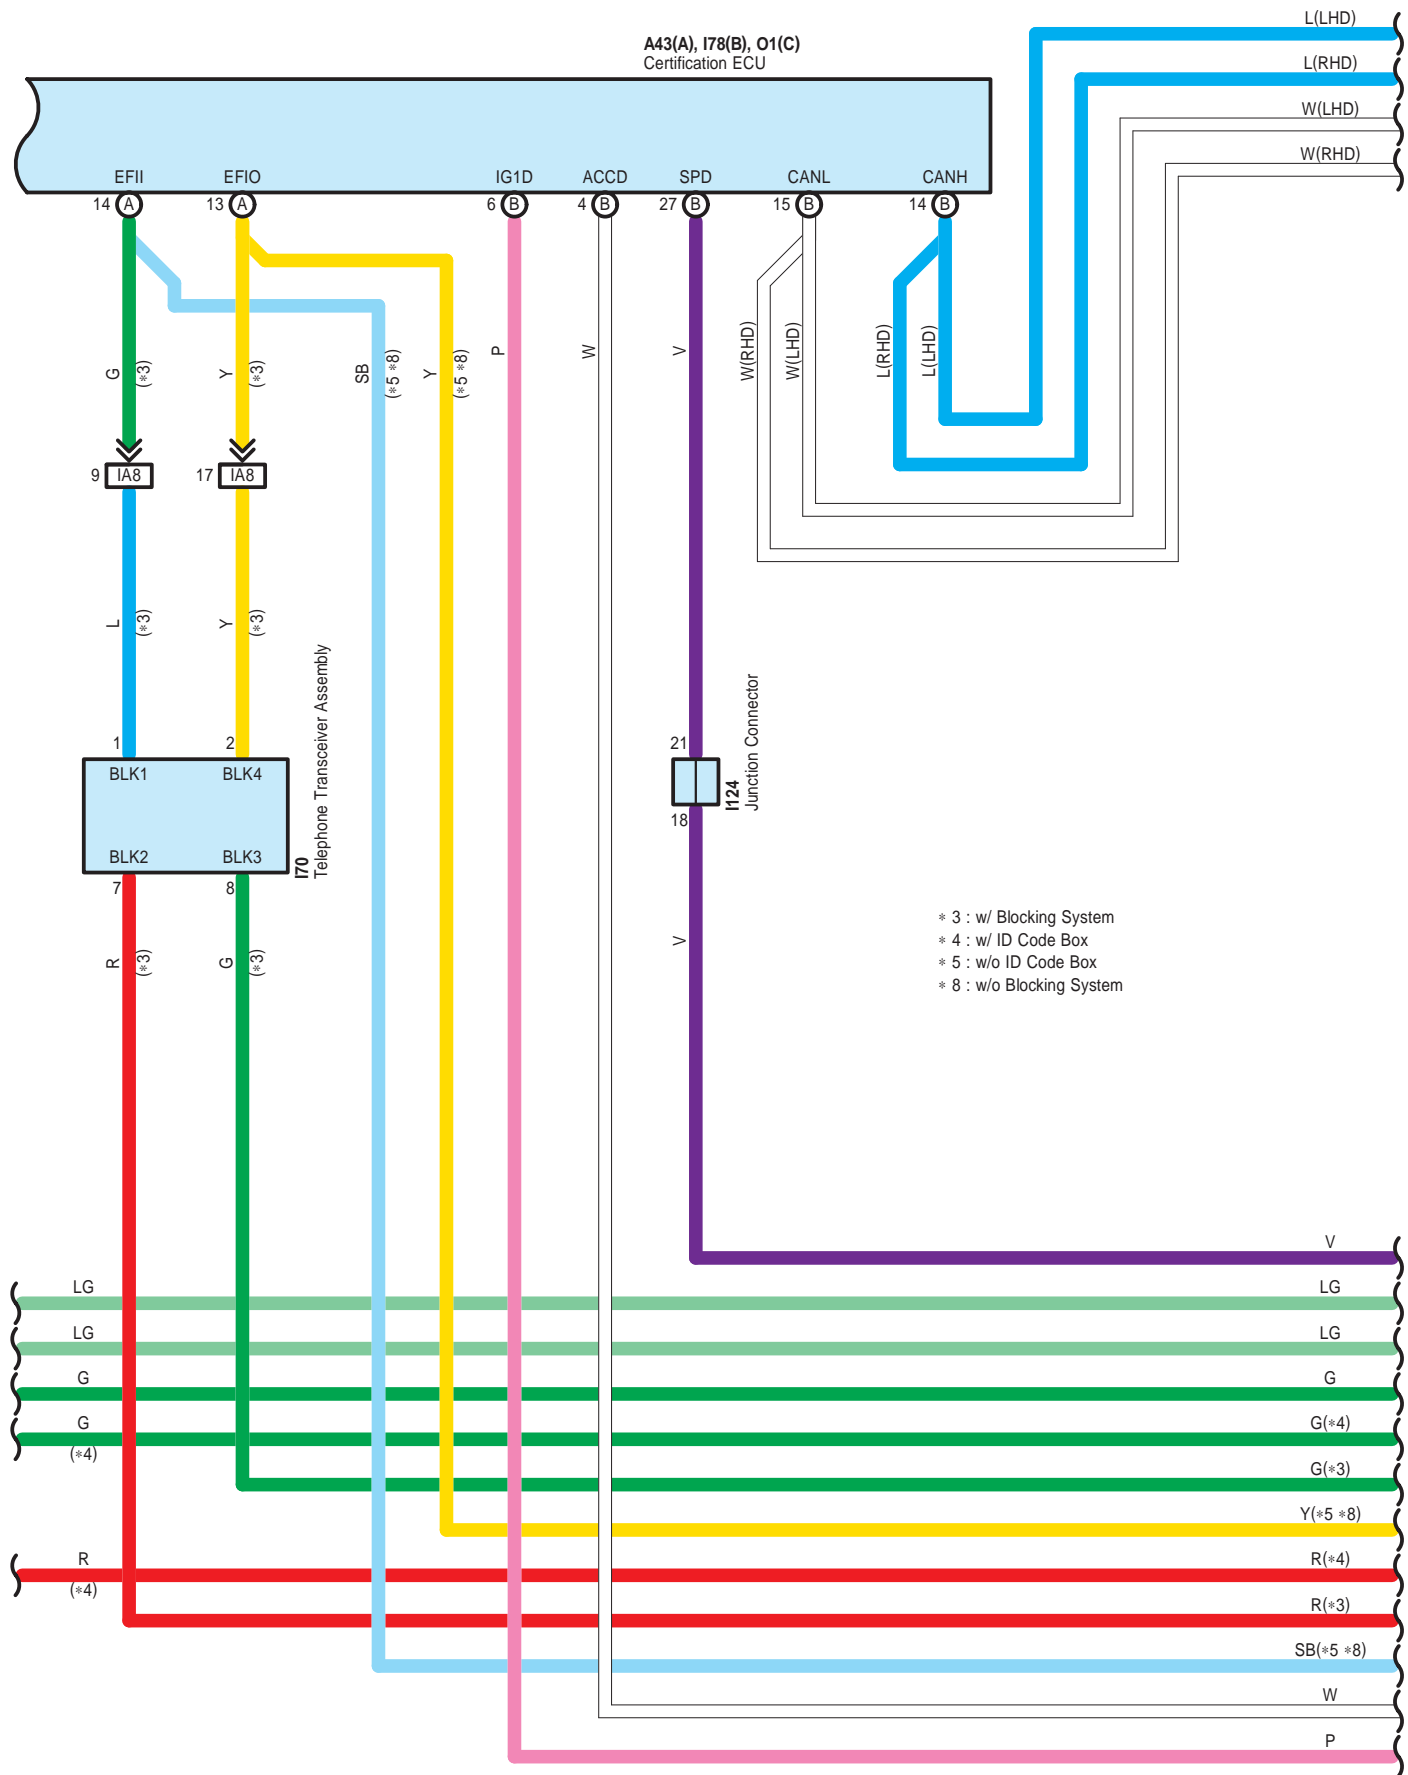 L(LHD)
A43(A), I78(B), O1(C)
Certification ECU
L(RHD)
W(LHD)
W(RHD)
EFII EFIO IG1D ACCD SPD CANL CANH
14 A 13 A 6 B 4 B 27 B 15 B 14 B
G (*3) Y (*3) SB (*5 *8) Y (*5 *8) P W V W(RHD) W(LHD) L(RHD) L(LHD)
9 IA8 17 IA8
L (*3) Y (*3)
1 2 21
BLK1 BLK4
BLK2 BLK3
I70
Telephone Transceiver Assembly
I124
Junction Connector
18
7 8
* 3 : w/ Blocking System
* 4 : w/ ID Code Box
* 5 : w/o ID Code Box
* 8 : w/o Blocking System
R (*3) G (*3) V
V
LG LG
LG LG
G G
G G(*4)
(*4)
G(*3)
Y(*5 *8)
R R(*4)
(*4)
R(*3)
SB(*5 *8)
W
P